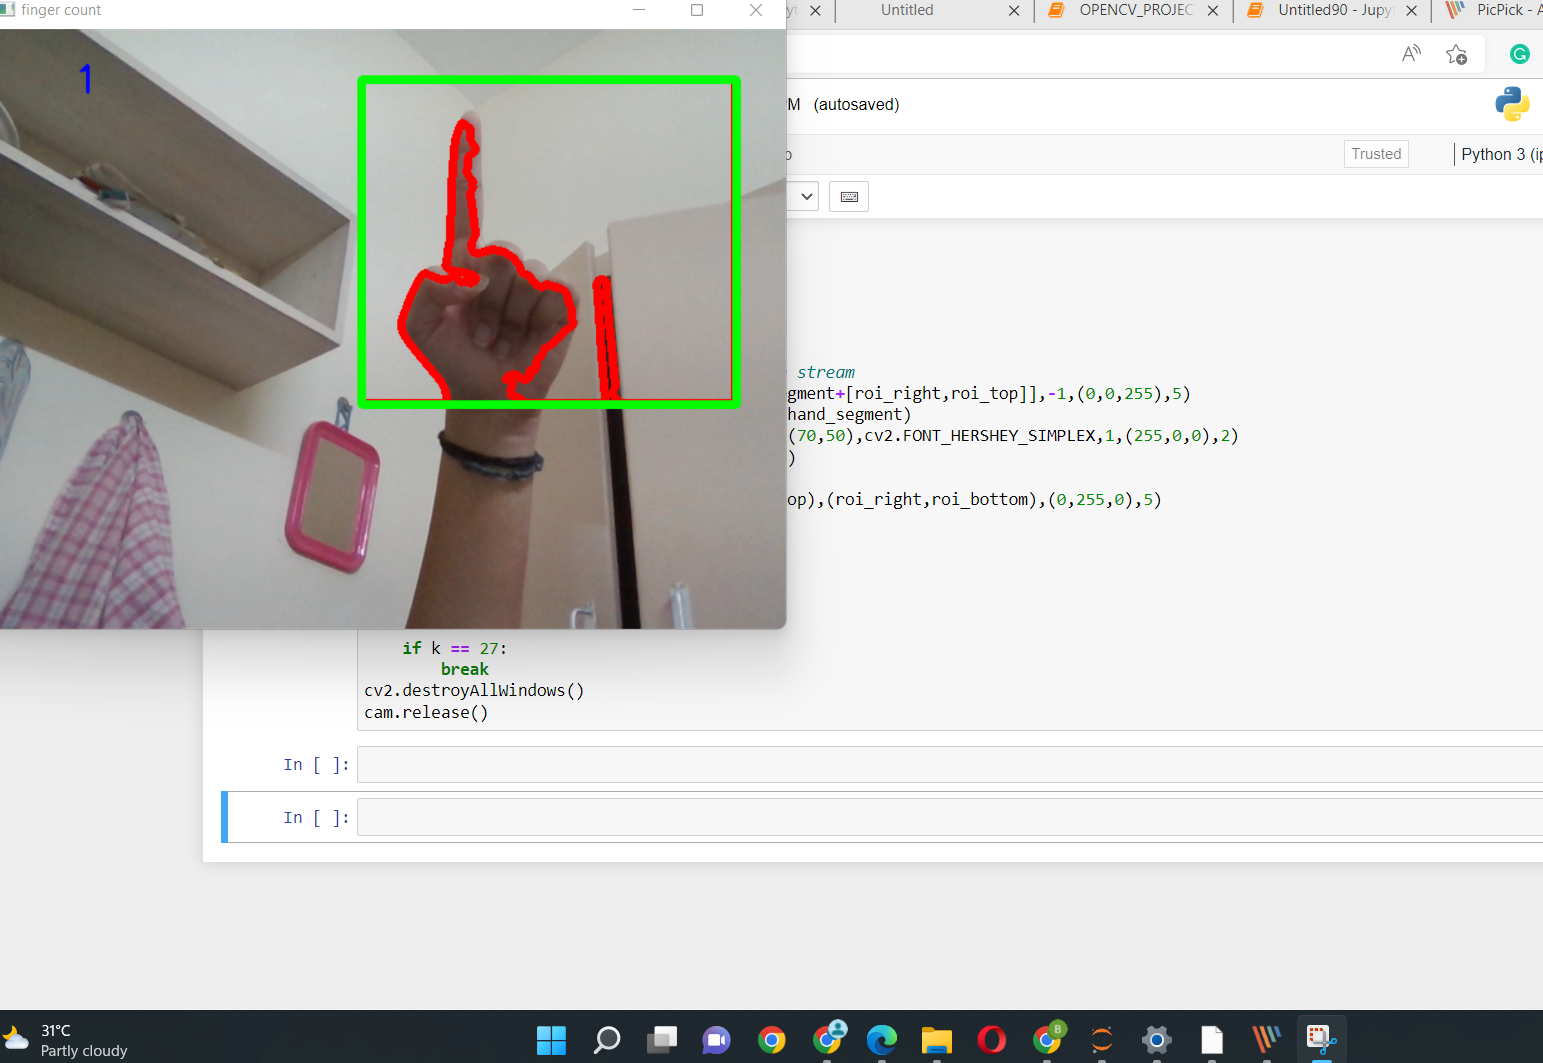 finger count
Untitled
OPENCV_PROJEC
Untitled90 - Jupy
PicPick - A
1
M (autosaved)
Trusted
Python 3 (ip
stream
gment+[roi_right,roi_top]],-1,(0,0,255),5)
hand_segment)
(70,50),cv2.FONT_HERSHEY_SIMPLEX,1,(255,0,0),2)
)
op),(roi_right,roi_bottom),(0,255,0),5)
if k == 27:
break
cv2.destroyAllWindows()
cam.release()
In [ ]:
In [ ]:
31°C
Partly cloudy